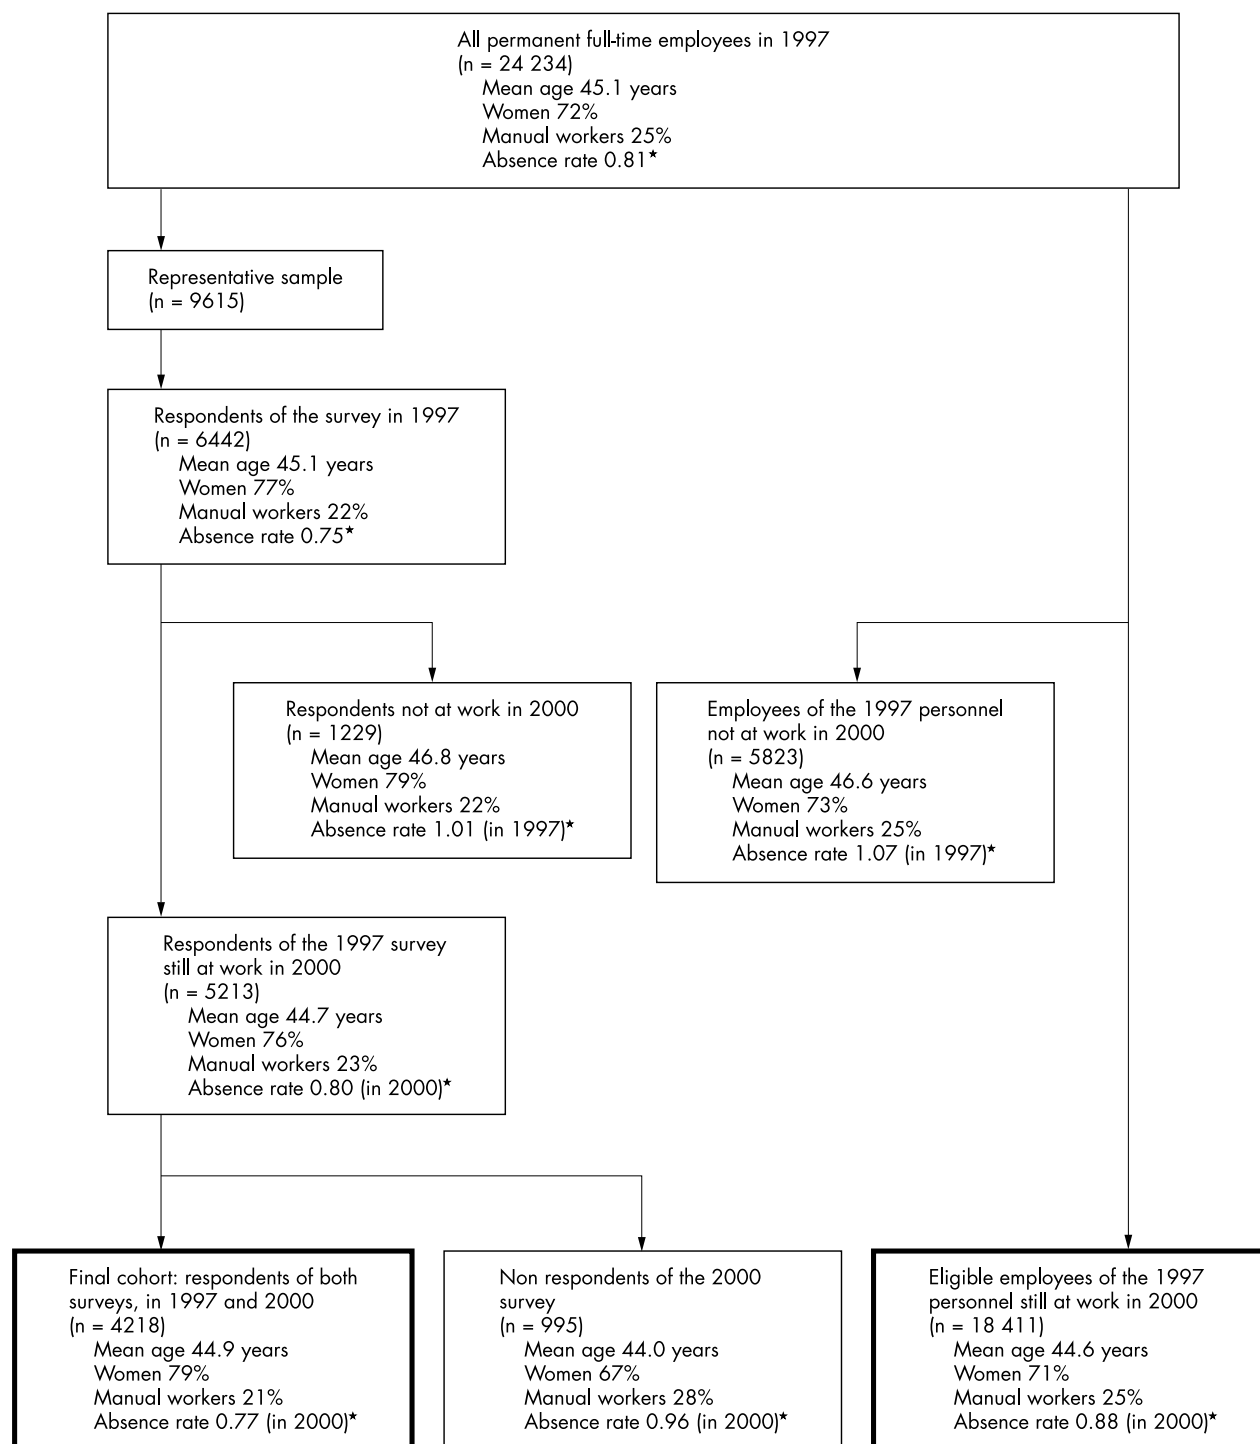 All permanent full-time employees in 1997
(n = 24 234)
Mean age 45.1 years
Women 72%
Manual workers 25%
Absence rate 0.81★
Representative sample
(n = 9615)
Respondents of the survey in 1997
(n = 6442)
Mean age 45.1 years
Women 77%
Manual workers 22%
Absence rate 0.75★
Respondents not at work in 2000
(n = 1229)
Mean age 46.8 years
Women 79%
Manual workers 22%
Absence rate 1.01 (in 1997)★
Employees of the 1997 personnel
not at work in 2000
(n = 5823)
Mean age 46.6 years
Women 73%
Manual workers 25%
Absence rate 1.07 (in 1997)★
Respondents of the 1997 survey
still at work in 2000
(n = 5213)
Mean age 44.7 years
Women 76%
Manual workers 23%
Absence rate 0.80 (in 2000)★
Final cohort: respondents of both
surveys, in 1997 and 2000
(n = 4218)
Mean age 44.9 years
Women 79%
Manual workers 21%
Absence rate 0.77 (in 2000)★
Non respondents of the 2000
survey
(n = 995)
Mean age 44.0 years
Women 67%
Manual workers 28%
Absence rate 0.96 (in 2000)★
Eligible employees of the 1997
personnel still at work in 2000
(n = 18 411)
Mean age 44.6 years
Women 71%
Manual workers 25%
Absence rate 0.88 (in 2000)★